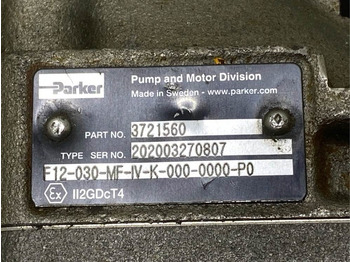 Parker
Pump and Motor Division
Made in Sweden - www.parker.com
PART NO. 3721560
TYPE SER NO. 202003270807
F12-030-MF-IV-K-000-0000-P0
Ex II2GDcT4